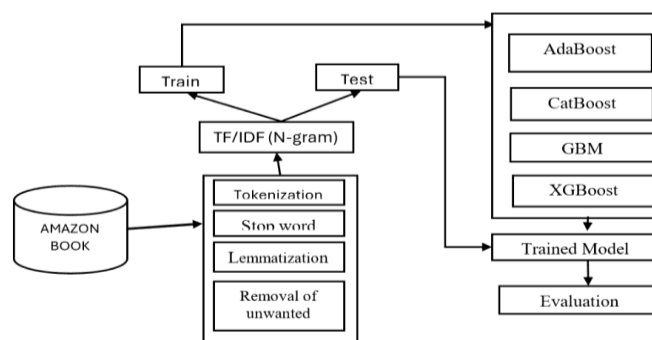 AMAZON
BOOK
Tokenization
Stop word
Lemmatization
Removal of
unwanted
TF/IDF (N-gram)
Train
Test
AdaBoost
CatBoost
GBM
XGBoost
Trained Model
Evaluation